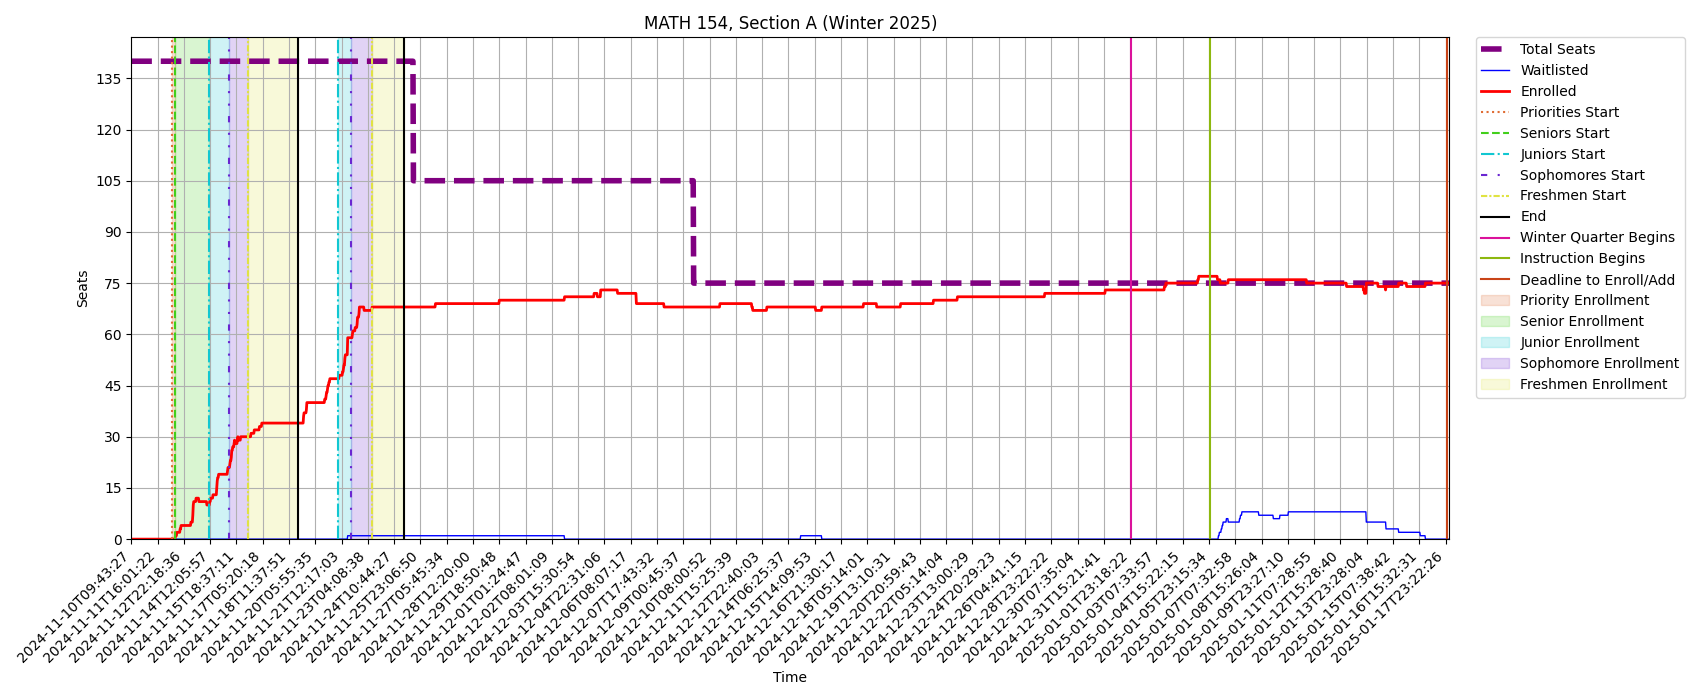 MATH 154, Section A (Winter 2025)
Seats
135
120
105
90
75
60
45
30
15
0
2024-11-10T09:43:27
2024-11-11T16:01:22
2024-11-12T22:18:36
2024-11-14T12:05:57
2024-11-15T18:37:11
2024-11-17T05:20:18
2024-11-18T11:37:51
2024-11-20T05:55:35
2024-11-21T12:17:03
2024-11-23T04:08:38
2024-11-24T10:44:27
2024-11-25T23:06:50
2024-11-27T05:45:34
2024-11-28T12:20:00
2024-11-29T18:50:48
2024-12-01T01:24:47
2024-12-02T08:01:09
2024-12-03T15:30:54
2024-12-04T22:31:06
2024-12-06T08:07:17
2024-12-07T17:43:32
2024-12-09T00:45:37
2024-12-10T08:00:52
2024-12-11T15:25:39
2024-12-12T22:40:03
2024-12-14T06:25:37
2024-12-15T14:09:53
2024-12-16T21:30:17
2024-12-18T05:14:01
2024-12-19T13:10:31
2024-12-20T20:59:43
2024-12-22T05:14:04
2024-12-23T13:00:29
2024-12-24T20:29:23
2024-12-26T04:41:15
2024-12-28T23:22:22
2024-12-30T07:35:04
2024-12-31T15:21:41
2025-01-01T23:18:22
2025-01-03T07:33:57
2025-01-04T15:22:15
2025-01-05T23:15:34
2025-01-07T07:32:58
2025-01-08T15:26:04
2025-01-09T23:27:10
2025-01-11T07:28:55
2025-01-12T15:28:40
2025-01-13T23:28:04
2025-01-15T07:38:42
2025-01-16T15:32:31
2025-01-17T23:22:26
Time
Total Seats
Waitlisted
Enrolled
Priorities Start
Seniors Start
Juniors Start
Sophomores Start
Freshmen Start
End
Winter Quarter Begins
Instruction Begins
Deadline to Enroll/Add
Priority Enrollment
Senior Enrollment
Junior Enrollment
Sophomore Enrollment
Freshmen Enrollment